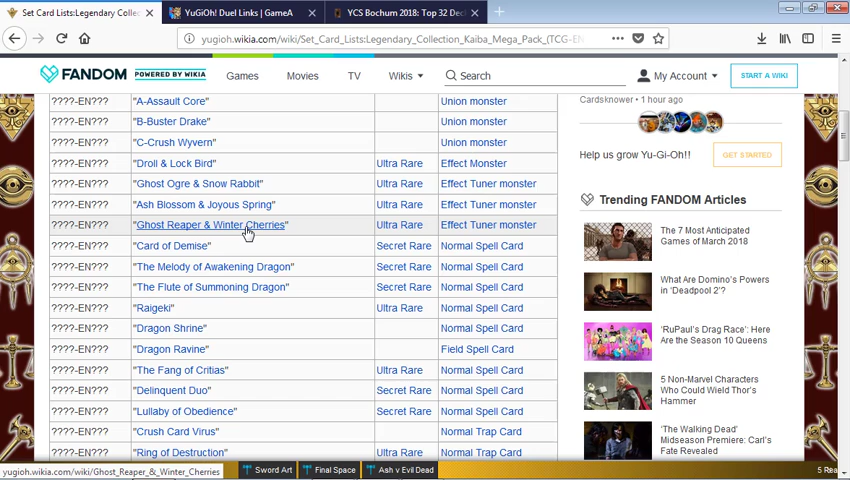 Set Card Lists:Legendary Collec
YuGiOh! Duel Links | GameA
YCS Bochum 2018: Top 32 Dec
yugioh.wikia.com/wiki/Set_Card_Lists:Legendary_Collection_Kaiba_Mega_Pack_(TCG-EN
FANDOM POWERED BY WIKIA Games Movies TV Wikis Search My Account START A WIKI
????-EN??? "A-Assault Core" Union monster
????-EN??? "B-Buster Drake" Union monster
????-EN??? "C-Crush Wyvern" Union monster
????-EN??? "Droll & Lock Bird" Ultra Rare Effect Monster
????-EN??? "Ghost Ogre & Snow Rabbit" Ultra Rare Effect Tuner monster
????-EN??? "Ash Blossom & Joyous Spring" Ultra Rare Effect Tuner monster
????-EN??? "Ghost Reaper & Winter Cherries" Ultra Rare Effect Tuner monster
????-EN??? "Card of Demise" Secret Rare Normal Spell Card
????-EN??? "The Melody of Awakening Dragon" Secret Rare Normal Spell Card
????-EN??? "The Flute of Summoning Dragon" Secret Rare Normal Spell Card
????-EN??? "Raigeki" Ultra Rare Normal Spell Card
????-EN??? "Dragon Shrine" Normal Spell Card
????-EN??? "Dragon Ravine" Field Spell Card
????-EN??? "The Fang of Critias" Ultra Rare Normal Spell Card
????-EN??? "Delinquent Duo" Secret Rare Normal Spell Card
????-EN??? "Lullaby of Obedience" Secret Rare Normal Spell Card
????-EN??? "Crush Card Virus" Normal Trap Card
????-EN??? "Ring of Destruction" Ultra Rare Normal Trap Card
Cardsknower • 1 hour ago
Help us grow Yu-Gi-Oh!! GET STARTED
Trending FANDOM Articles
The 7 Most Anticipated
Games of March 2018
What Are Domino's Powers
in 'Deadpool 2'?
'RuPaul's Drag Race': Here
Are the Season 10 Queens
5 Non-Marvel Characters
Who Could Wield Thor's
Hammer
'The Walking Dead'
Midseason Premiere: Carl's
Fate Revealed
yugioh.wikia.com/wiki/Ghost_Reaper_&_Winter_Cherries
Sword Art Final Space Ash v Evil Dead 5 Rea